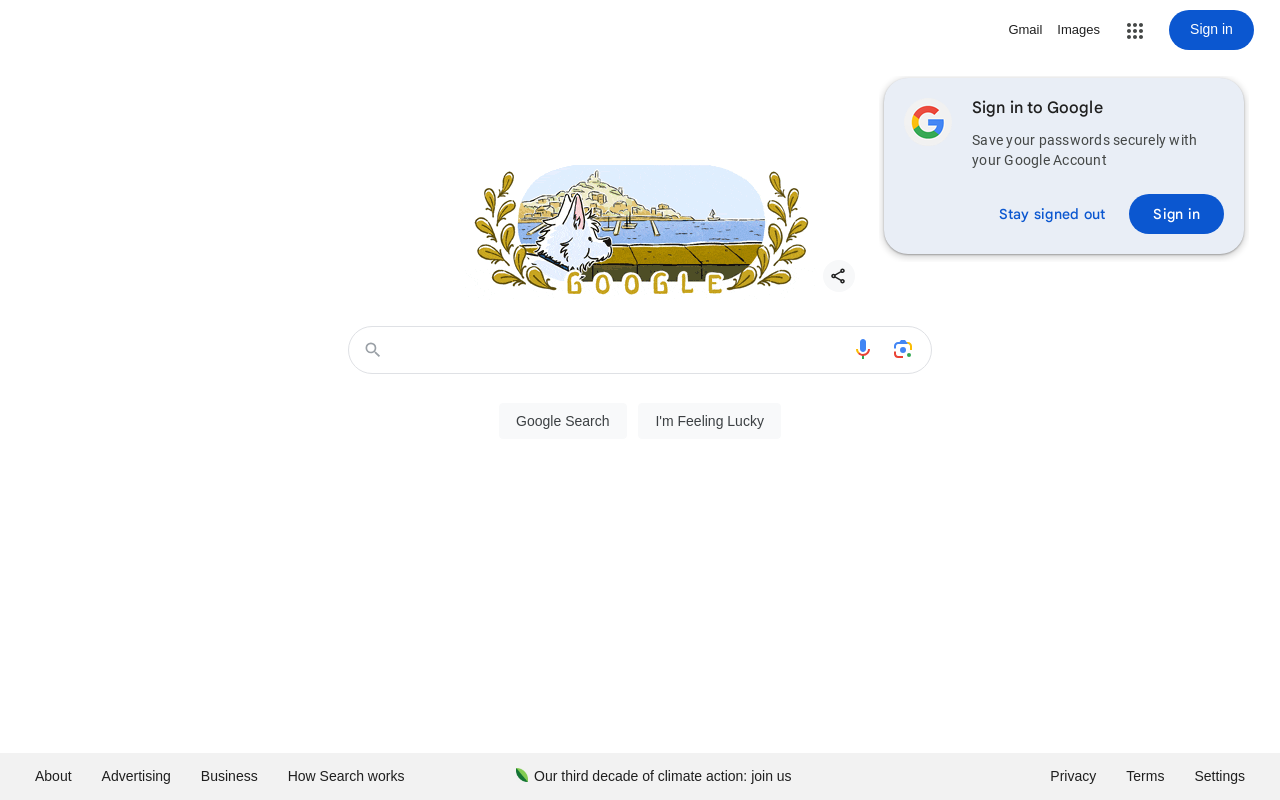 Gmail Images Sign in
Sign in to Google
Save your passwords securely with
your Google Account
Stay signed out Sign in
GOOGLE
Google Search I'm Feeling Lucky
About Advertising Business How Search works Our third decade of climate action: join us Privacy Terms Settings